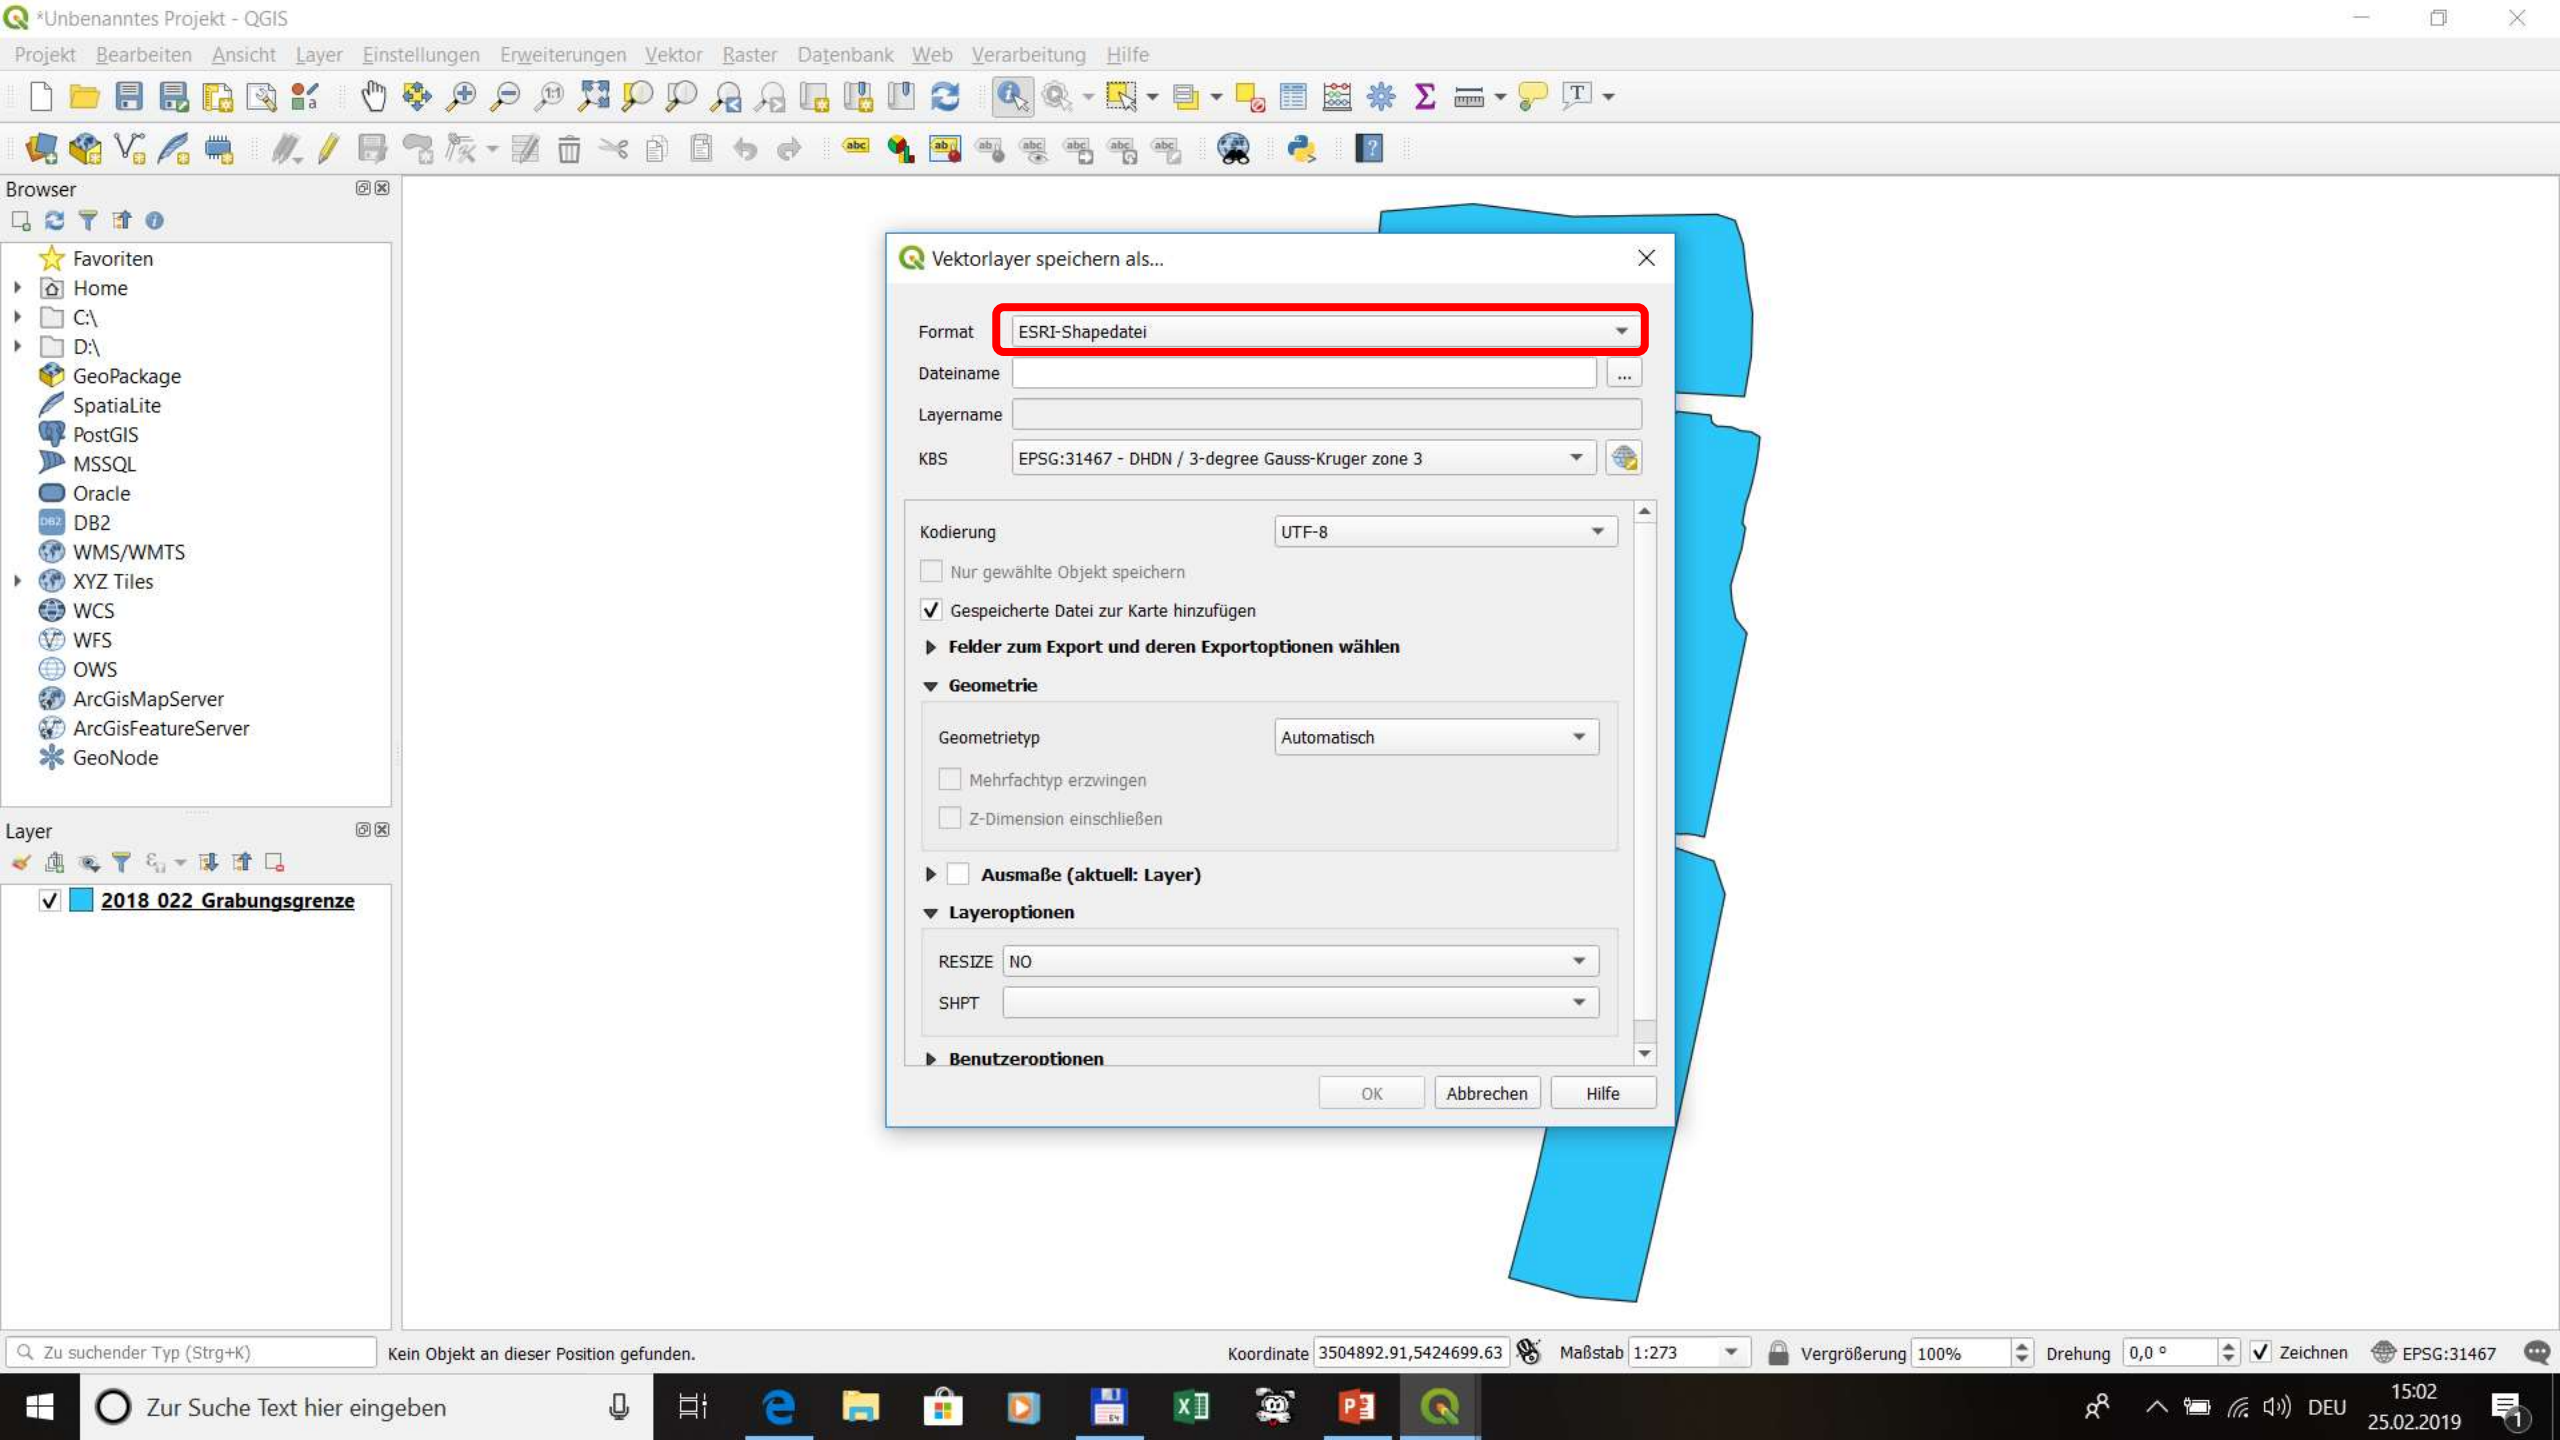 *Unbenanntes Projekt - QGIS
Projekt Bearbeiten Ansicht Layer Einstellungen Erweiterungen Vektor Raster Datenbank Web Verarbeitung Hilfe
Browser
Favoriten
Home
C:\
D:\
GeoPackage
SpatiaLite
PostGIS
MSSQL
Oracle
DB2
WMS/WMTS
XYZ Tiles
WCS
WFS
OWS
ArcGisMapServer
ArcGisFeatureServer
GeoNode
Layer
2018 022 Grabungsgrenze
Vektorlayer speichern als...
Format ESRI-Shapedatei
Dateiname ...
Layername
KBS EPSG:31467 - DHDN / 3-degree Gauss-Kruger zone 3
Kodierung UTF-8
Nur gewählte Objekt speichern
Gespeicherte Datei zur Karte hinzufügen
Felder zum Export und deren Exportoptionen wählen
Geometrie
Geometrietyp Automatisch
Mehrfachtyp erzwingen
Z-Dimension einschließen
Ausmaße (aktuell: Layer)
Layeroptionen
RESIZE NO
SHPT
Benutzeroptionen
OK Abbrechen Hilfe
Zu suchender Typ (Strg+K) Kein Objekt an dieser Position gefunden. Koordinate 3504892.91,5424699.63 Maßstab 1:273 Vergrößerung 100% Drehung 0,0 ° Zeichnen EPSG:31467
Zur Suche Text hier eingeben DEU 15:02
25.02.2019